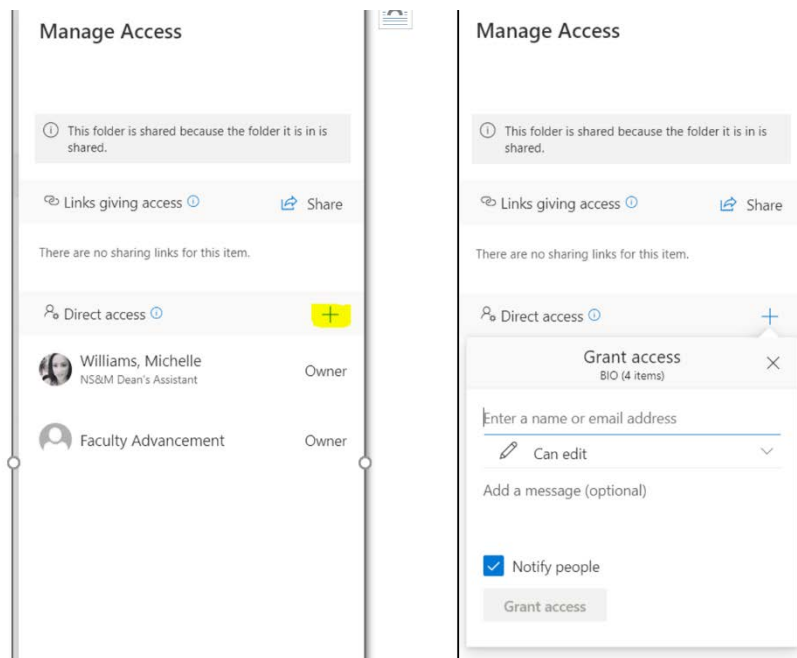 Manage Access
This folder is shared because the folder it is in is
shared.
Links giving access
Share
There are no sharing links for this item.
Direct access
Williams, Michelle
NS&M Dean's Assistant
Owner
Faculty Advancement
Owner
Manage Access
This folder is shared because the folder it is in is
shared.
Links giving access
Share
There are no sharing links for this item.
Direct access
Grant access
BIO (4 items)
Enter a name or email address
Can edit
Add a message (optional)
Notify people
Grant access